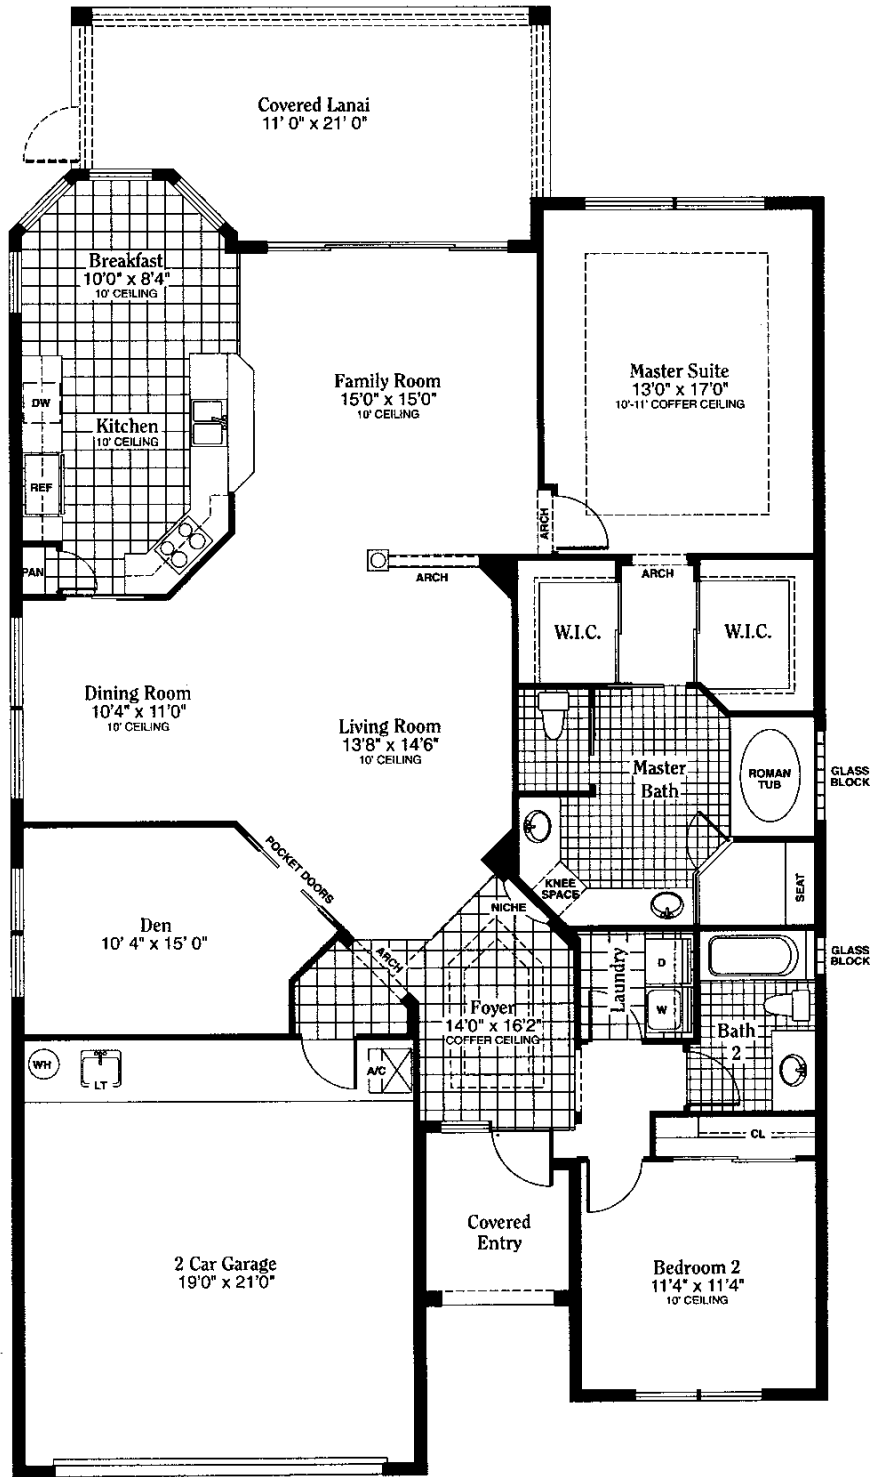 Covered Lanai
11' 0" x 21' 0"
Breakfast
10'0" x 8'4"
10' CEILING
Family Room
15'0" x 15'0"
10' CEILING
Master Suite
13'0" x 17'0"
10'-11' COFFER CEILING
DW
Kitchen
10' CEILING
REF
ARCH
PAN
ARCH
ARCH
W.I.C.
W.I.C.
Dining Room
10'4" x 11'0"
10' CEILING
Living Room
13'8" x 14'6"
10' CEILING
Master
Bath
ROMAN
TUB
GLASS
BLOCK
POCKET DOORS
KNEE
SPACE
SEAT
NICHE
Den
10' 4" x 15' 0"
ARCH
Laundry
D
W
GLASS
BLOCK
Foyer
14'0" x 16'2"
COFFER CEILING
Bath
2
WH
LT
A/C
CL
Covered
Entry
2 Car Garage
19'0" x 21'0"
Bedroom 2
11'4" x 11'4"
10' CEILING